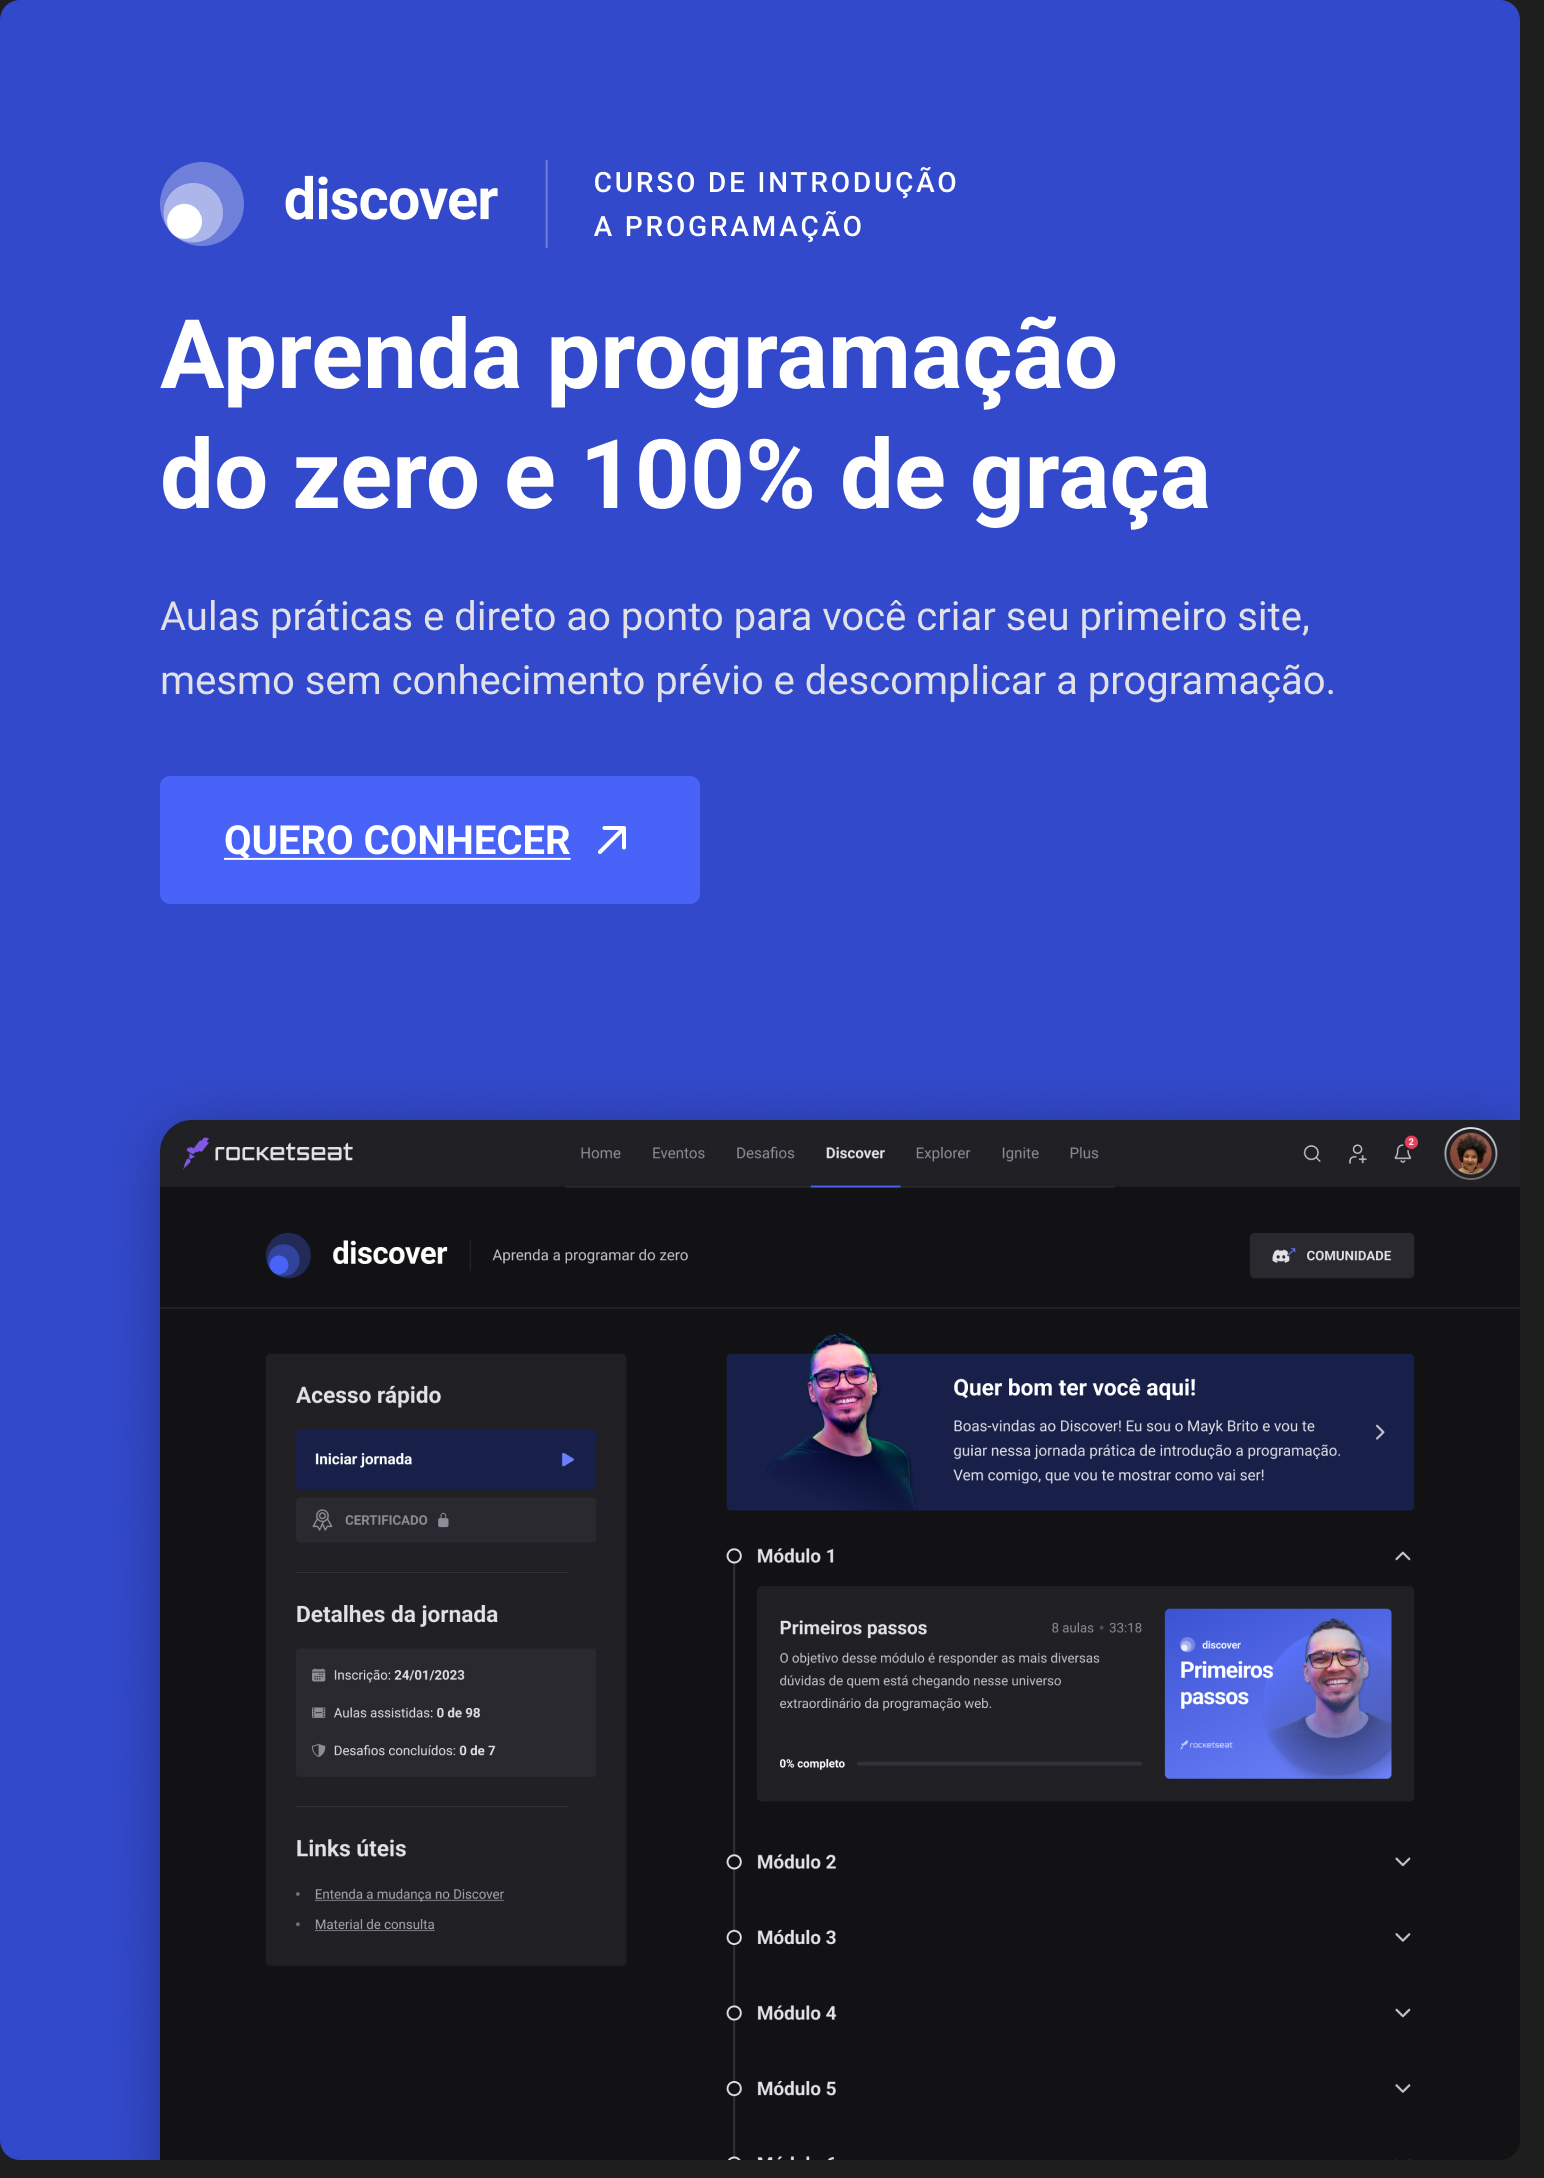 discover
CURSO DE INTRODUÇÃO
A PROGRAMAÇÃO
Aprenda programação
do zero e 100% de graça
Aulas práticas e direto ao ponto para você criar seu primeiro site,
mesmo sem conhecimento prévio e descomplicar a programação.
QUERO CONHECER
rocketseat
Home Eventos Desafios Discover Explorer Ignite Plus
2
discover
Aprenda a programar do zero
COMUNIDADE
Acesso rápido
Iniciar jornada
CERTIFICADO
Detalhes da jornada
Inscrição: 24/01/2023
Aulas assistidas: 0 de 98
Desafios concluídos: 0 de 7
Links úteis
• Entenda a mudança no Discover
• Material de consulta
Quer bom ter você aqui!
Boas-vindas ao Discover! Eu sou o Mayk Brito e vou te
guiar nessa jornada prática de introdução a programação.
Vem comigo, que vou te mostrar como vai ser!
Módulo 1
Primeiros passos
8 aulas • 33:18
O objetivo desse módulo é responder as mais diversas
dúvidas de quem está chegando nesse universo
extraordinário da programação web.
0% completo
discover
Primeiros
passos
rocketseat
Módulo 2
Módulo 3
Módulo 4
Módulo 5